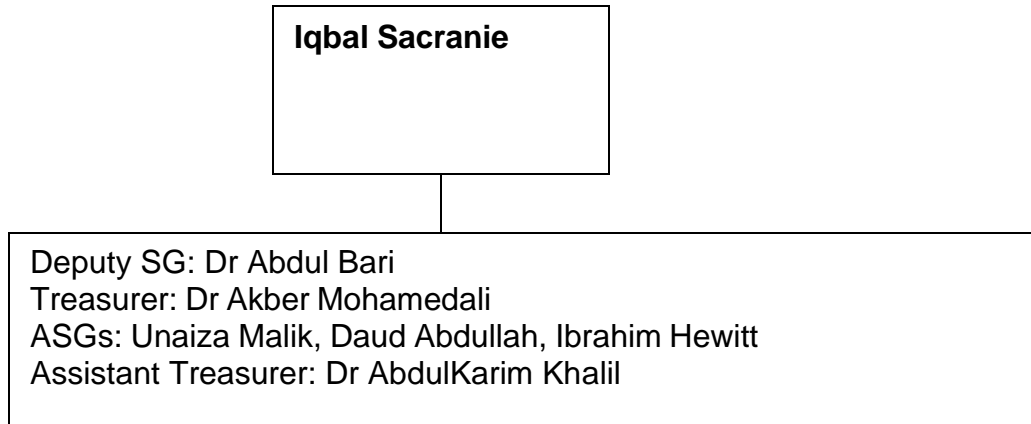 Iqbal Sacranie
Deputy SG: Dr Abdul Bari
Treasurer: Dr Akber Mohamedali
ASGs: Unaiza Malik, Daud Abdullah, Ibrahim Hewitt
Assistant Treasurer: Dr AbdulKarim Khalil